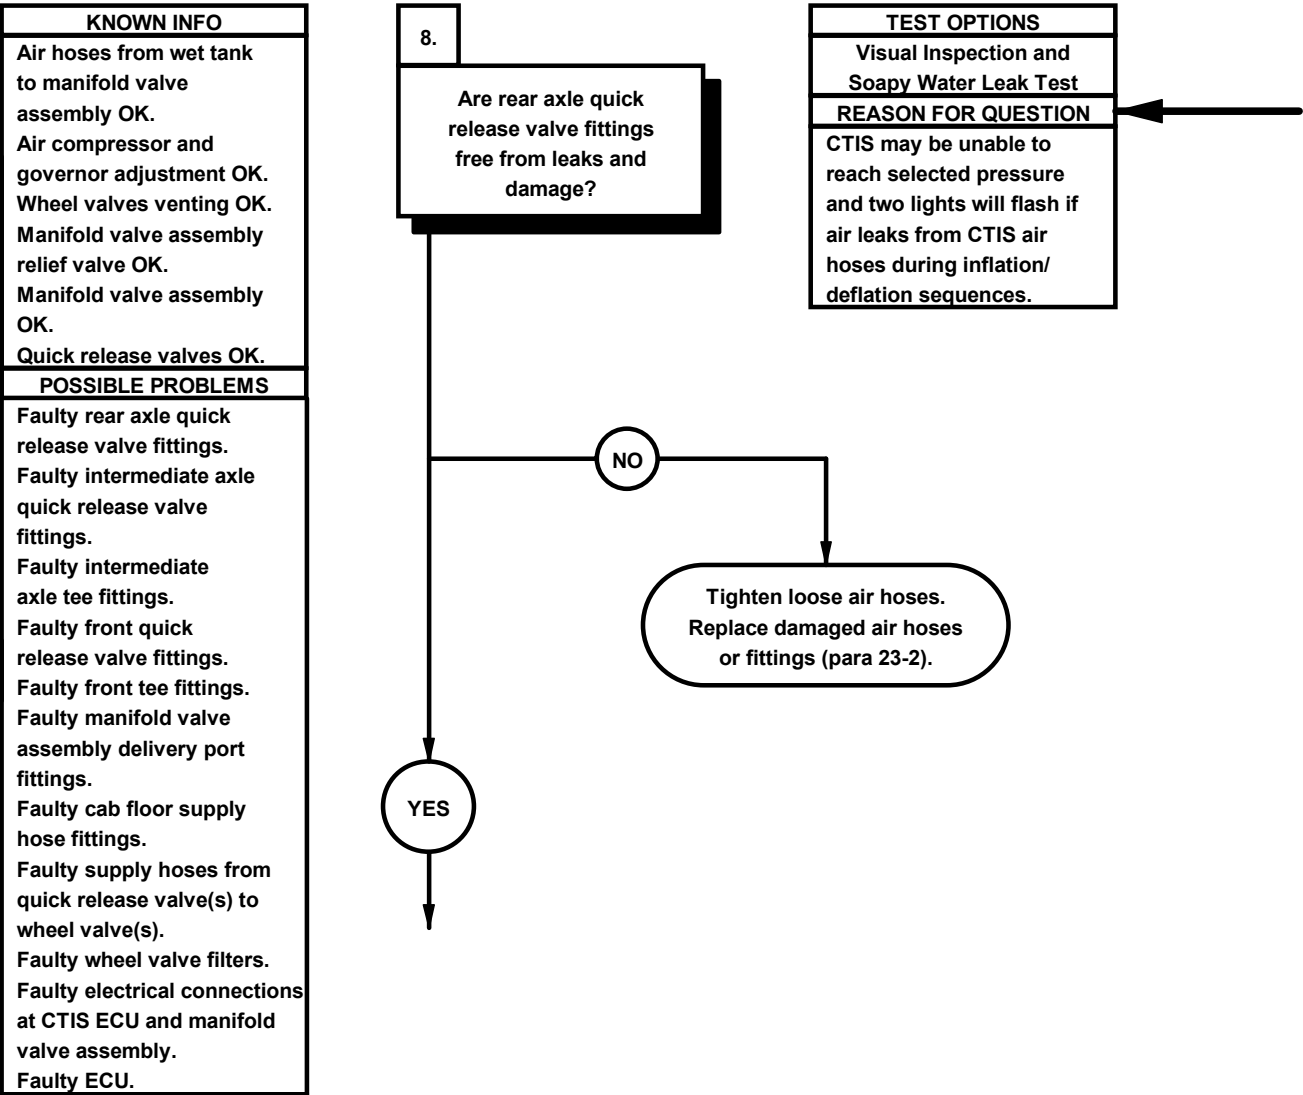 KNOWN INFO
Air hoses from wet tank
to manifold valve
assembly OK.
Air compressor and
governor adjustment OK.
Wheel valves venting OK.
Manifold valve assembly
relief valve OK.
Manifold valve assembly
OK.
Quick release valves OK.
POSSIBLE PROBLEMS
Faulty rear axle quick
release valve fittings.
Faulty intermediate axle
quick release valve
fittings.
Faulty intermediate
axle tee fittings.
Faulty front quick
release valve fittings.
Faulty front tee fittings.
Faulty manifold valve
assembly delivery port
fittings.
Faulty cab floor supply
hose fittings.
Faulty supply hoses from
quick release valve(s) to
wheel valve(s).
Faulty wheel valve filters.
Faulty electrical connections
at CTIS ECU and manifold
valve assembly.
Faulty ECU.
8.
Are rear axle quick
release valve fittings
free from leaks and
damage?
NO
Tighten loose air hoses.
Replace damaged air hoses
or fittings (para 23-2).
YES
TEST OPTIONS
Visual Inspection and
Soapy Water Leak Test
REASON FOR QUESTION
CTIS may be unable to
reach selected pressure
and two lights will flash if
air leaks from CTIS air
hoses during inflation/
deflation sequences.